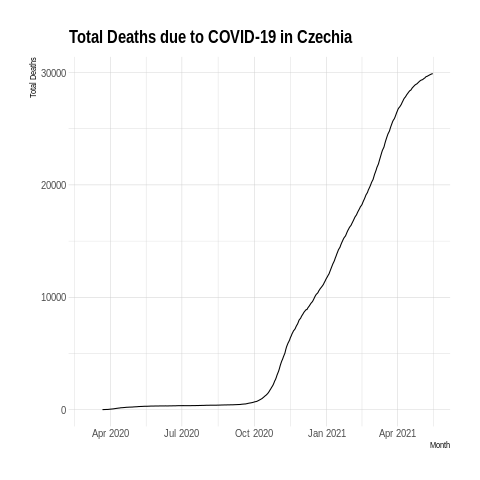 Total Deaths due to COVID-19 in Czechia
Total Deaths
30000
20000
10000
0
Apr 2020 Jul 2020 Oct 2020 Jan 2021 Apr 2021
Month